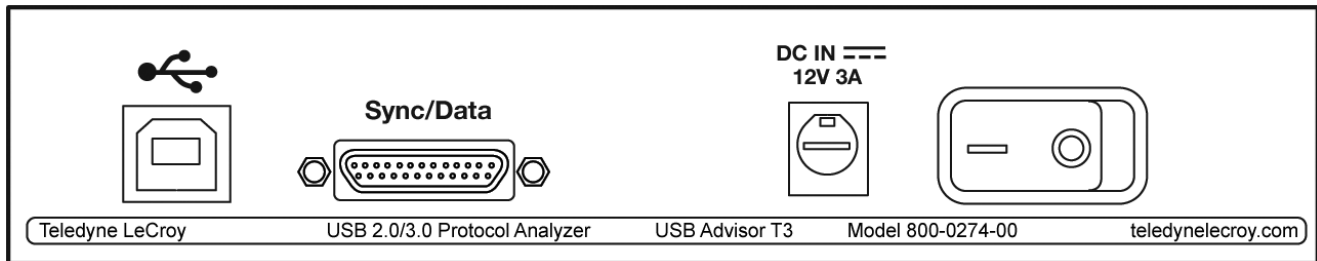 DC IN
12V 3A
Sync/Data
Teledyne LeCroy USB 2.0/3.0 Protocol Analyzer USB Advisor T3 Model 800-0274-00 teledynelecroy.com